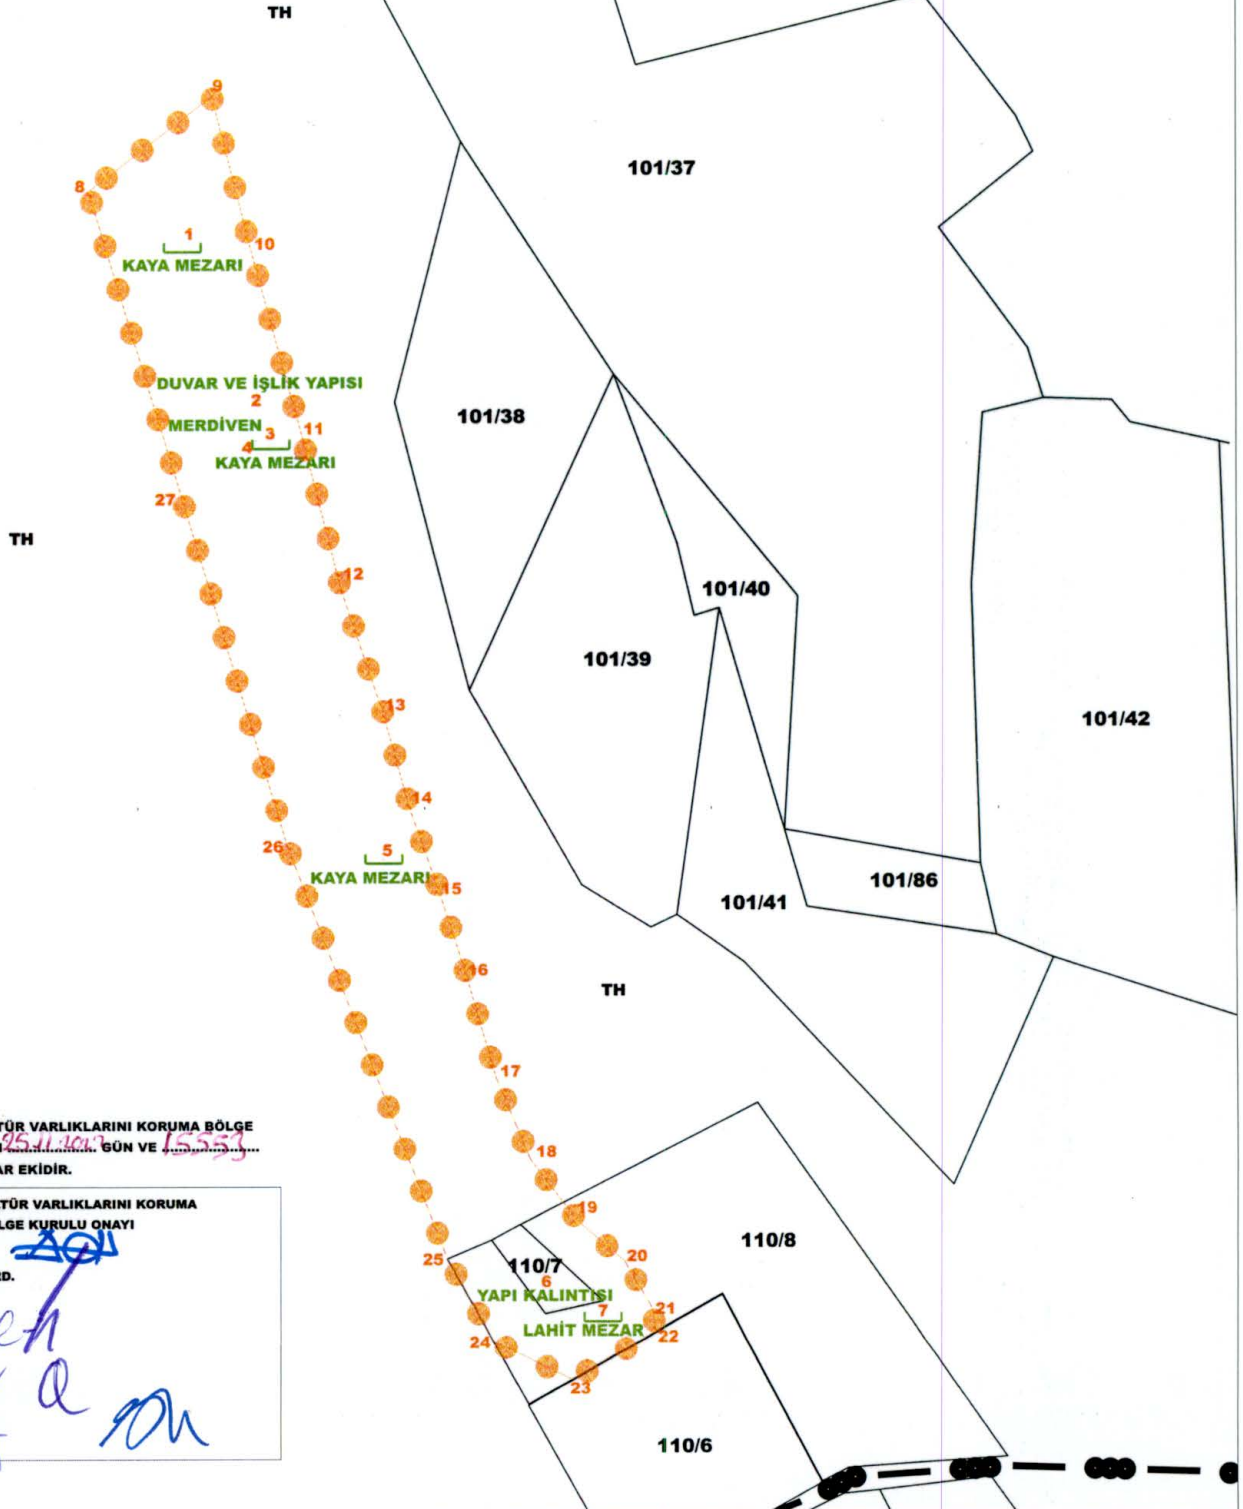 TH
9
101/37
8
1
10
KAYA MEZARI
DUVAR VE İŞLİK YAPISI
2
101/38
MERDİVEN
3
11
4
KAYA MEZARI
27
TH
12
101/40
101/39
13
101/42
14
26
5
KAYA MEZARI
15
101/86
101/41
16
TH
17
TÜR VARLIKLARINI KORUMA BÖLGE
GÜN VE 15553
AR EKİDİR.
18
TÜR VARLIKLARINI KORUMA
LGE KURULU ONAYI
19
110/8
25
20
110/7
6
RD.
YAPI KALINTISI
7
21
LAHİT MEZAR
22
24
23
110/6